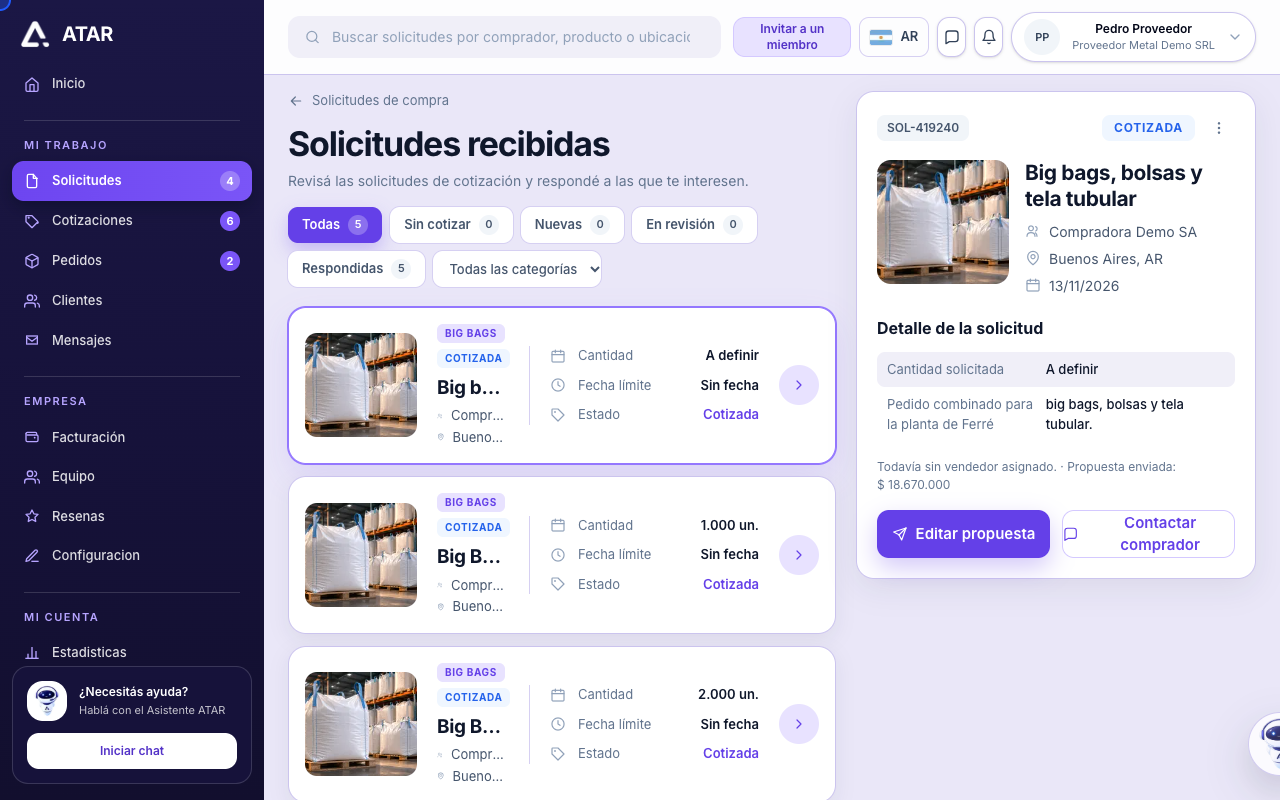 ATAR
Inicio
MI TRABAJO
Solicitudes 4
Cotizaciones 6
Pedidos 2
Clientes
Mensajes
EMPRESA
Facturación
Equipo
Resenas
Configuracion
MI CUENTA
Estadisticas
¿Necesitás ayuda?
Hablá con el Asistente ATAR
Iniciar chat
Buscar solicitudes por comprador, producto o
Invitar a un
miembro
AR
PP
Pedro Proveedor
Proveedor Metal Demo SRL
Solicitudes de compra
Solicitudes recibidas
Revisá las solicitudes de cotización y respondé a las que te interesen.
Todas 5
Sin cotizar 0
Nuevas 0
En revisión 0
Respondidas 5
Todas las categorías
BIG BAGS
COTIZADA
Big b...
Compr...
Bueno...
Cantidad A definir
Fecha límite Sin fecha
Estado Cotizada
BIG BAGS
COTIZADA
Big B...
Compr...
Bueno...
Cantidad 1.000 un.
Fecha límite Sin fecha
Estado Cotizada
BIG BAGS
COTIZADA
Big B...
Compr...
Bueno...
Cantidad 2.000 un.
Fecha límite Sin fecha
Estado Cotizada
SOL-419240
COTIZADA
Big bags, bolsas y
tela tubular
Compradora Demo SA
Buenos Aires, AR
13/11/2026
Detalle de la solicitud
Cantidad solicitada A definir
Pedido combinado para
la planta de Ferré
big bags, bolsas y tela
tubular.
Todavía sin vendedor asignado. · Propuesta enviada:
$ 18.670.000
Editar propuesta
Contactar
comprador